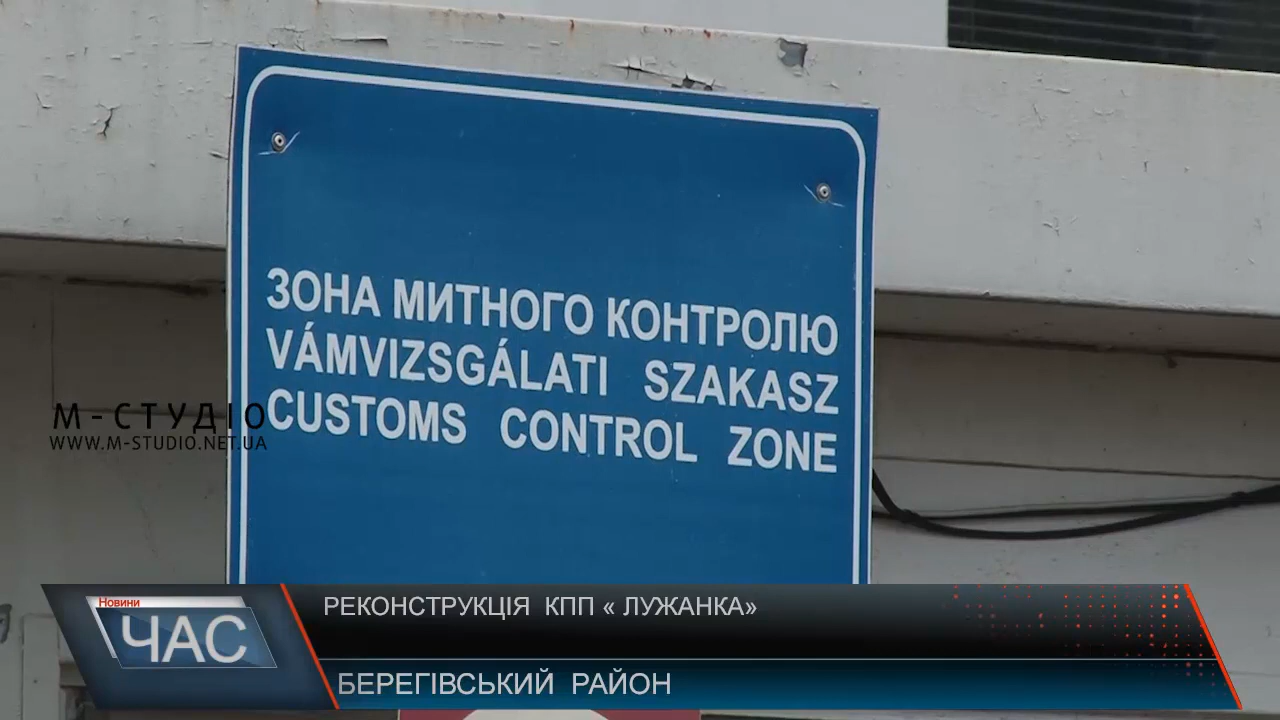 ЗОНА МИТНОГО КОНТРОЛЮ
VÁMVIZSGÁLATI SZAKASZ
CUSTOMS CONTROL ZONE
М-СТУДІО
WWW.M-STUDIO.NET.UA
Новини
ЧАС
РЕКОНСТРУКЦІЯ КПП « ЛУЖАНКА»
БЕРЕГІВСЬКИЙ РАЙОН